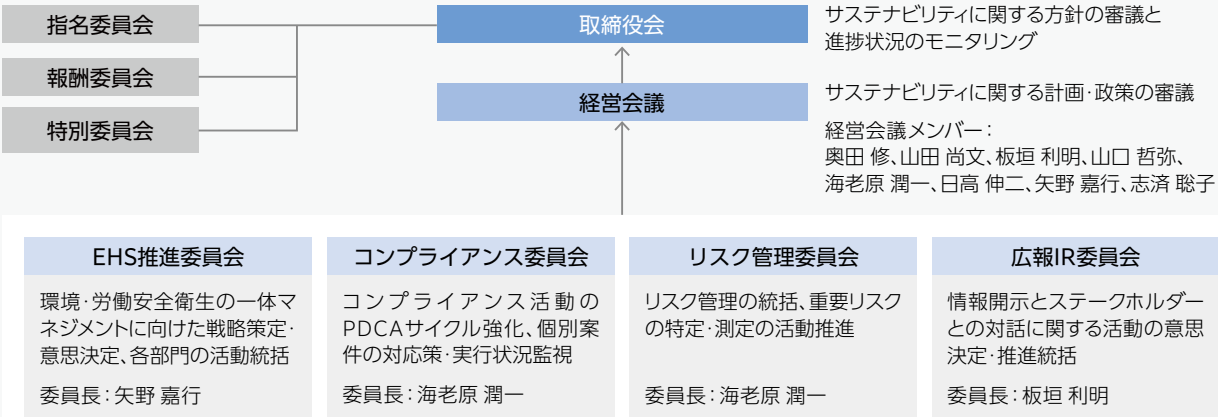 指名委員会
報酬委員会
特別委員会
取締役会
サステナビリティに関する方針の審議と
進捗状況のモニタリング
経営会議
サステナビリティに関する計画・政策の審議
経営会議メンバー：
奥田 修、山田 尚文、板垣 利明、山口 哲弥、
海老原 潤一、日高 伸二、矢野 嘉行、志済 聡子
EHS推進委員会
環境・労働安全衛生の一体マ
ネジメントに向けた戦略策定・
意思決定、各部門の活動統括
委員長：矢野 嘉行
コンプライアンス委員会
コンプライアンス活動の
PDCAサイクル強化、個別案
件の対応策・実行状況監視
委員長：海老原 潤一
リスク管理委員会
リスク管理の統括、重要リスク
の特定・測定の活動推進
委員長：海老原 潤一
広報IR委員会
情報開示とステークホルダー
との対話に関する活動の意思
決定・推進統括
委員長：板垣 利明